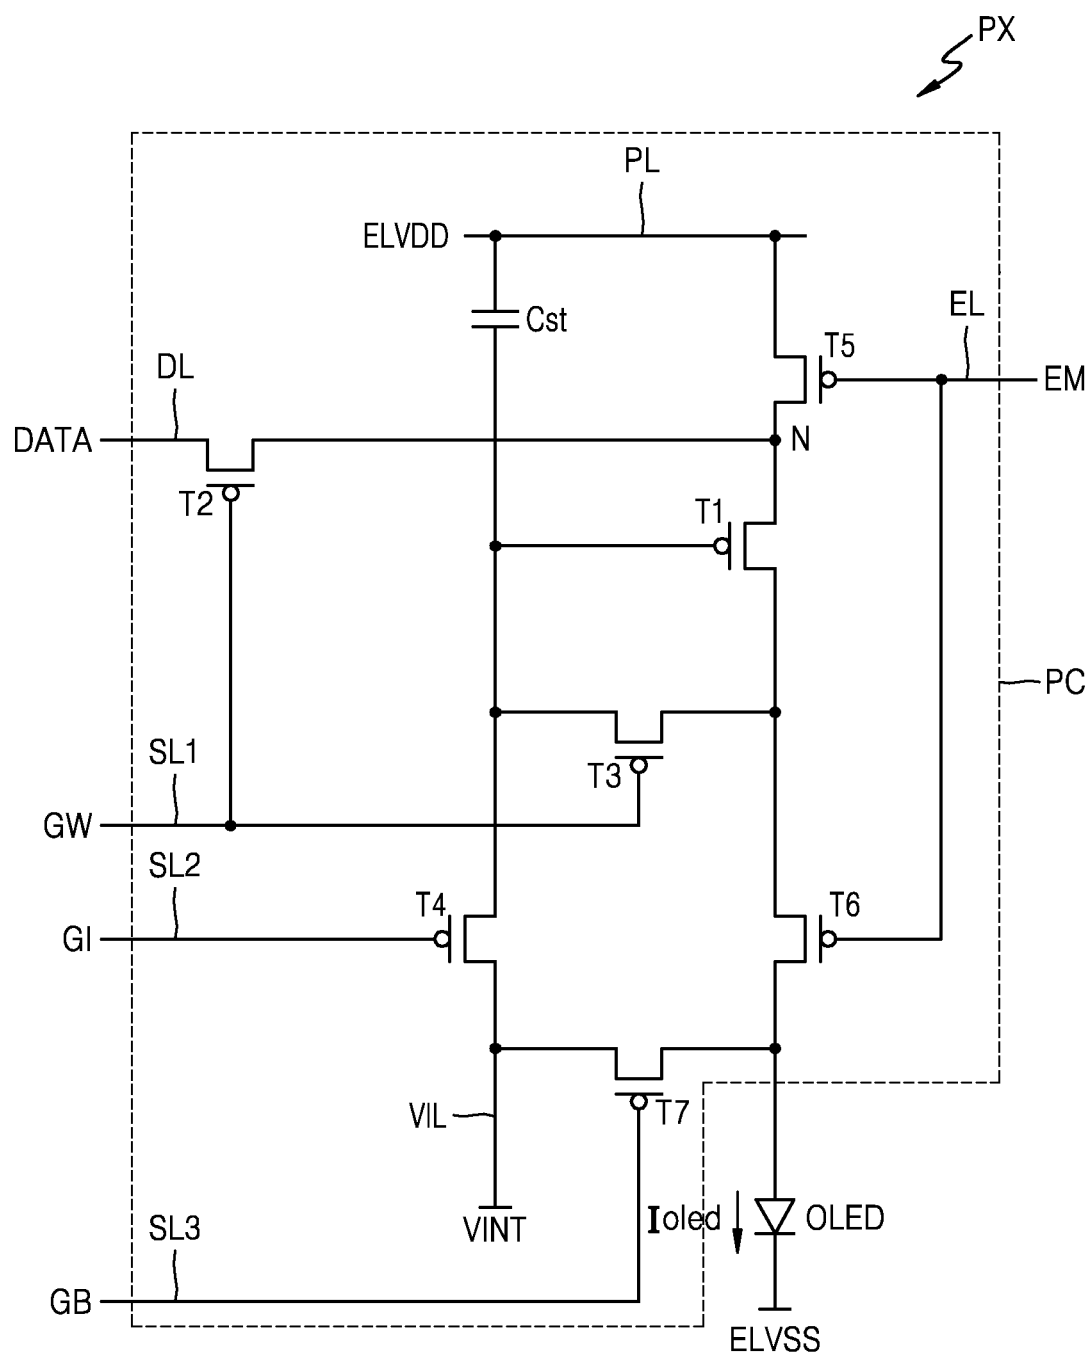 PX
PL
ELVDD
Cst
T5
EL
EM
DL
DATA
N
T2
T1
PC
SL1
T3
GW
SL2
T4
T6
GI
VIL
T7
SL3
VINT
Ioled
OLED
GB
ELVSS